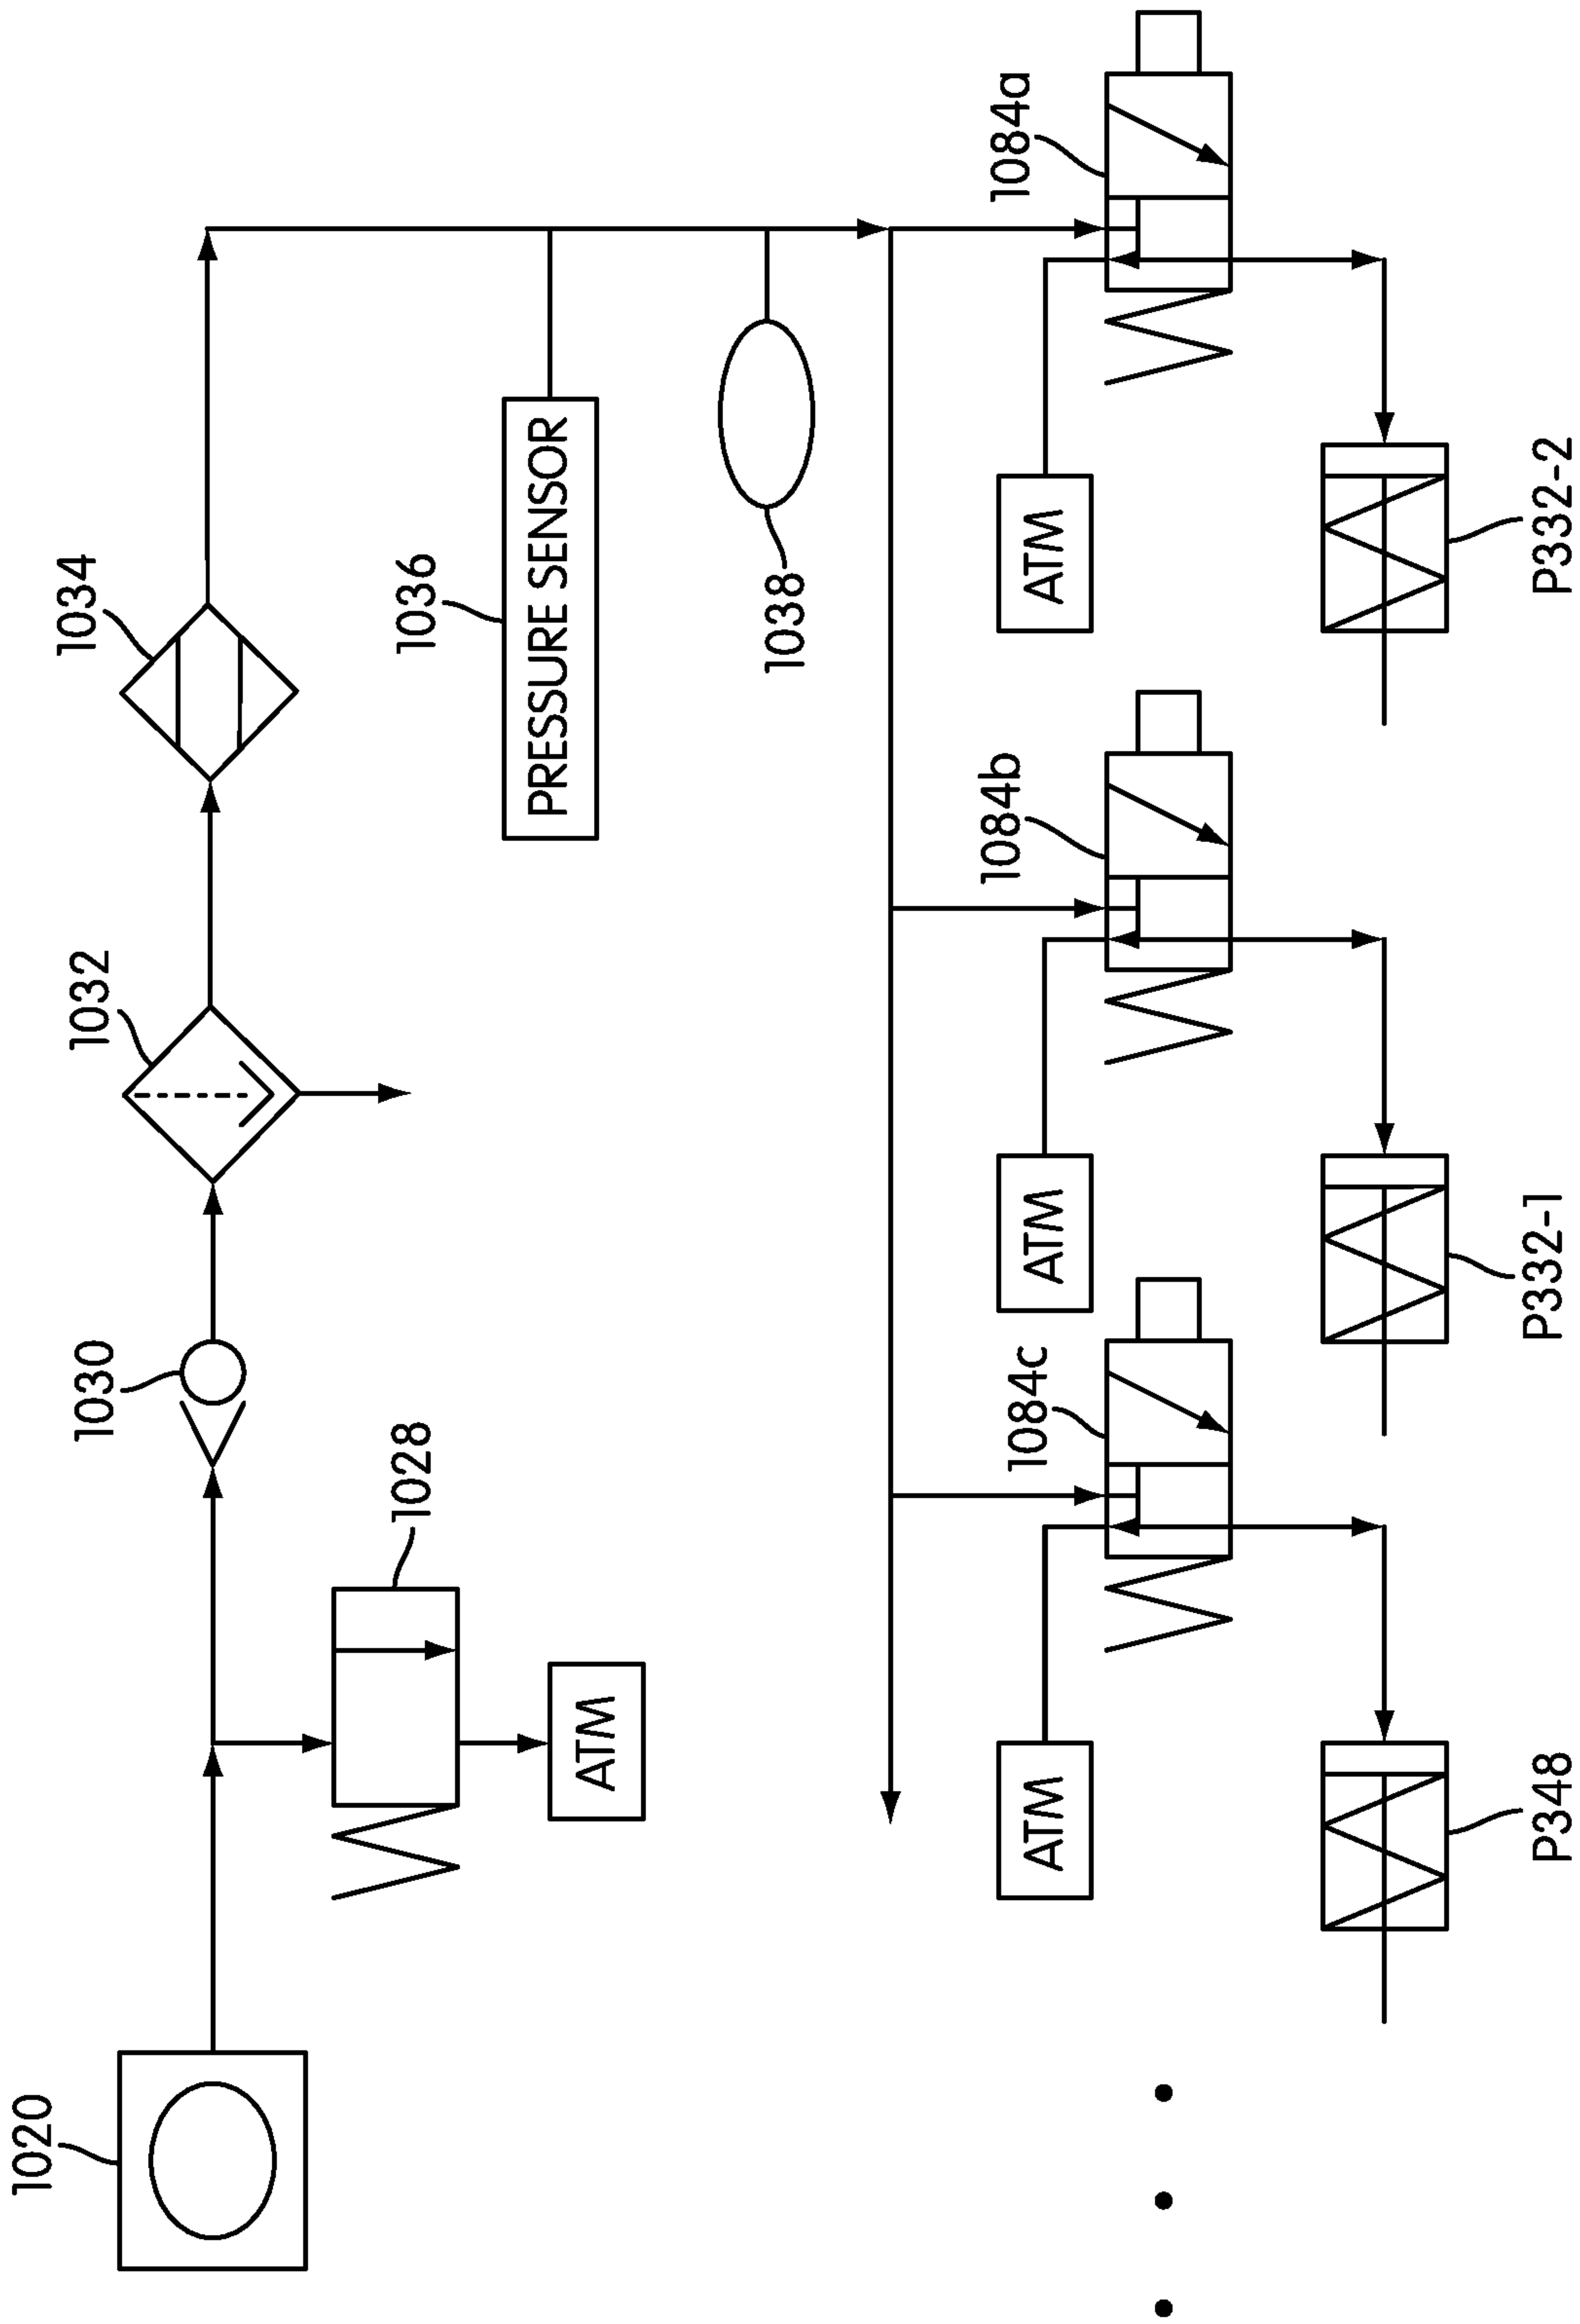 1020
1028
ATM
1030
1032
1034
1036
PRESSURE SENSOR
1038
1084c
1084b
1084a
ATM
ATM
ATM
P348
P332-1
P332-2